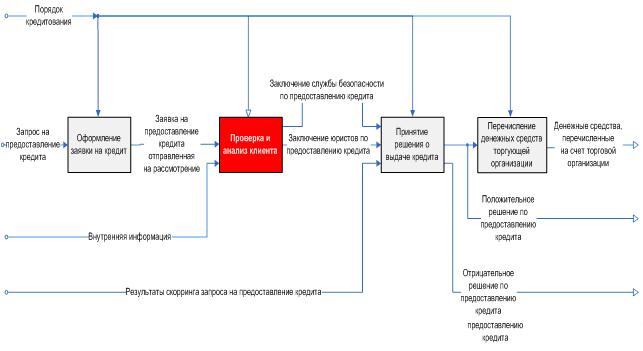 Порядок
кредитования
Заключение службы безопасности
по предоставлению кредита
Запрос на
предоставление
кредита
Оформление
заявки на кредит
Заявка на
предоставление
кредита
отправленная
на рассмотрение
Проверка и
анализ клиента
Заключение юристов по
предоставлению кредита
Принятие
решения о
выдаче кредита
Перечисление
денежных средств
торгующей
организации
Денежные средства,
перечисленные
на счет торговой
организации
Положительное
решение по
предоставлению
кредита
Внутренняя информация
Результаты скорринга запроса на предоставление кредита
Отрицательное
решение по
предоставлению
кредита
предоставлению
кредита